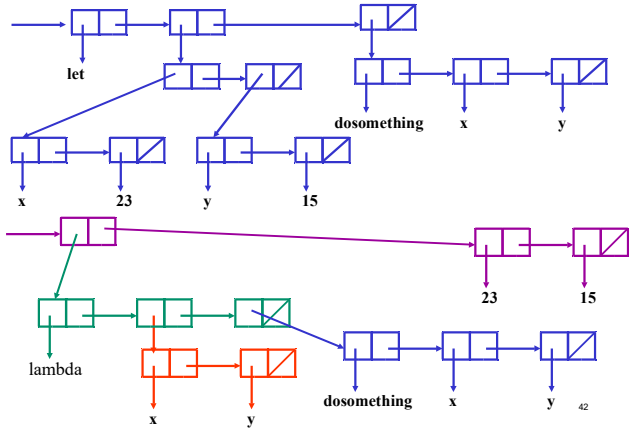 let
dosomething x y
x 23 y 15
23 15
lambda
dosomething x y
x y
42